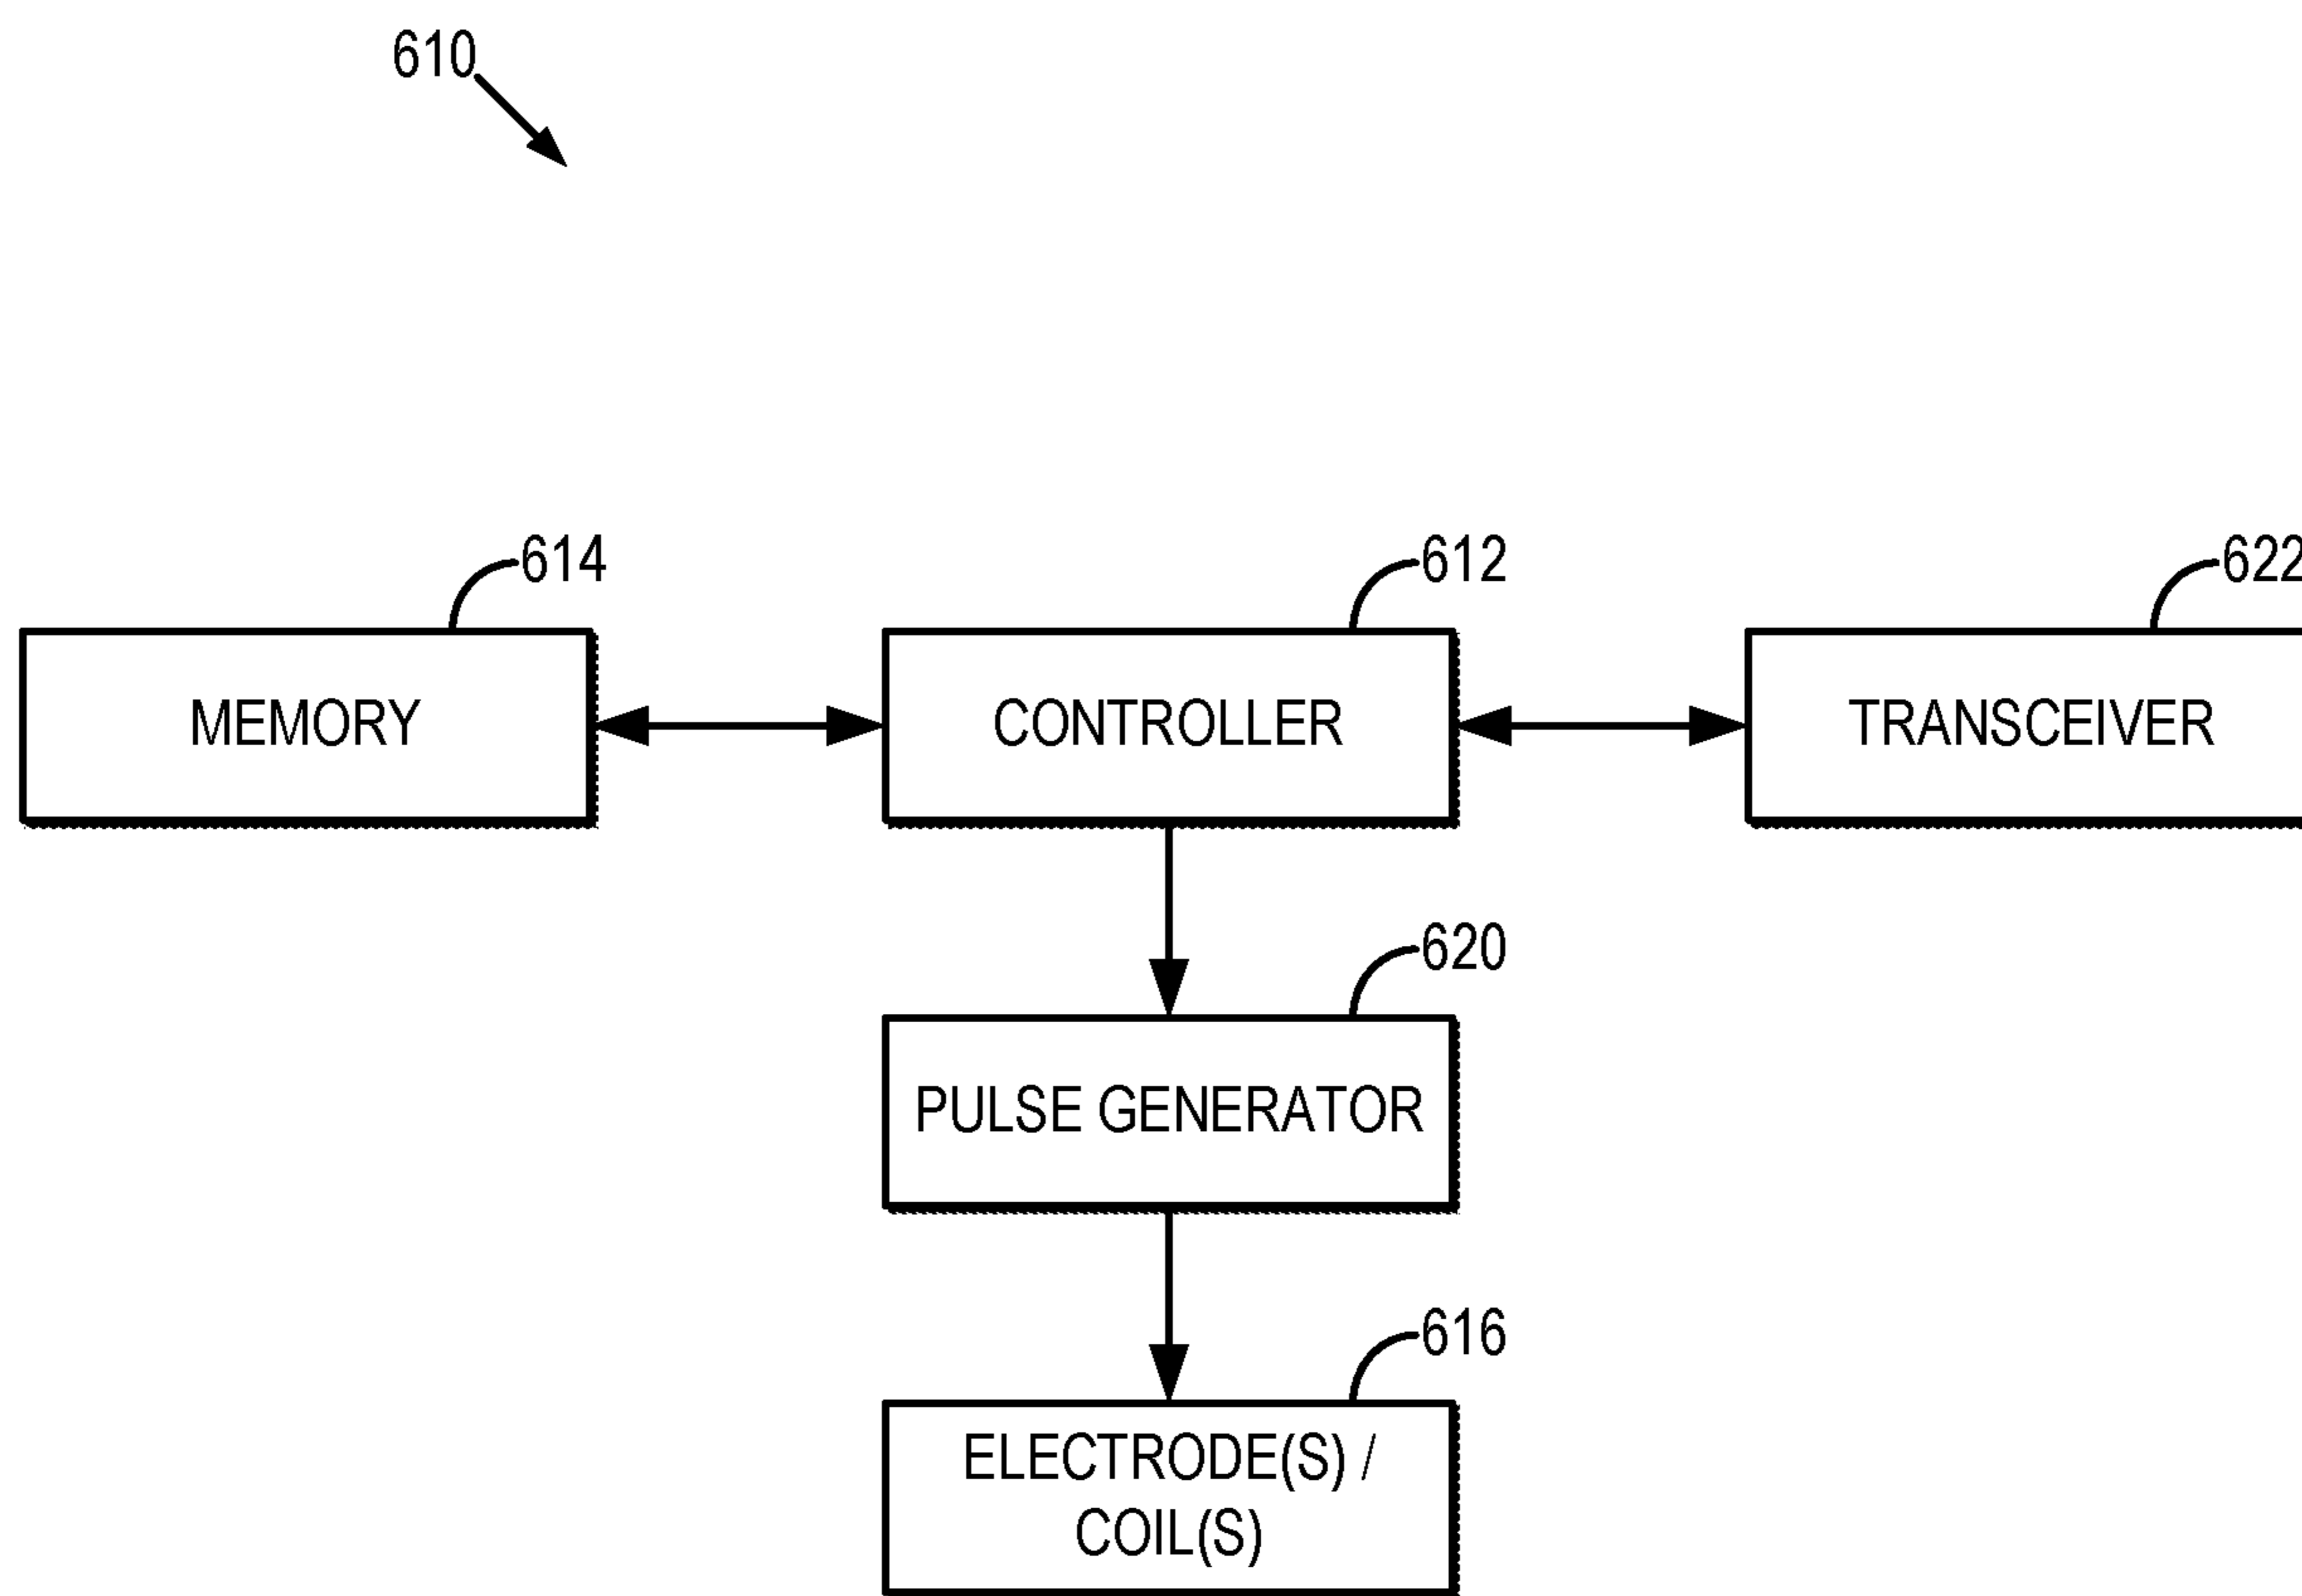 610
614
612
622
MEMORY
CONTROLLER
TRANSCEIVER
620
PULSE GENERATOR
616
ELECTRODE(S) /
COIL(S)